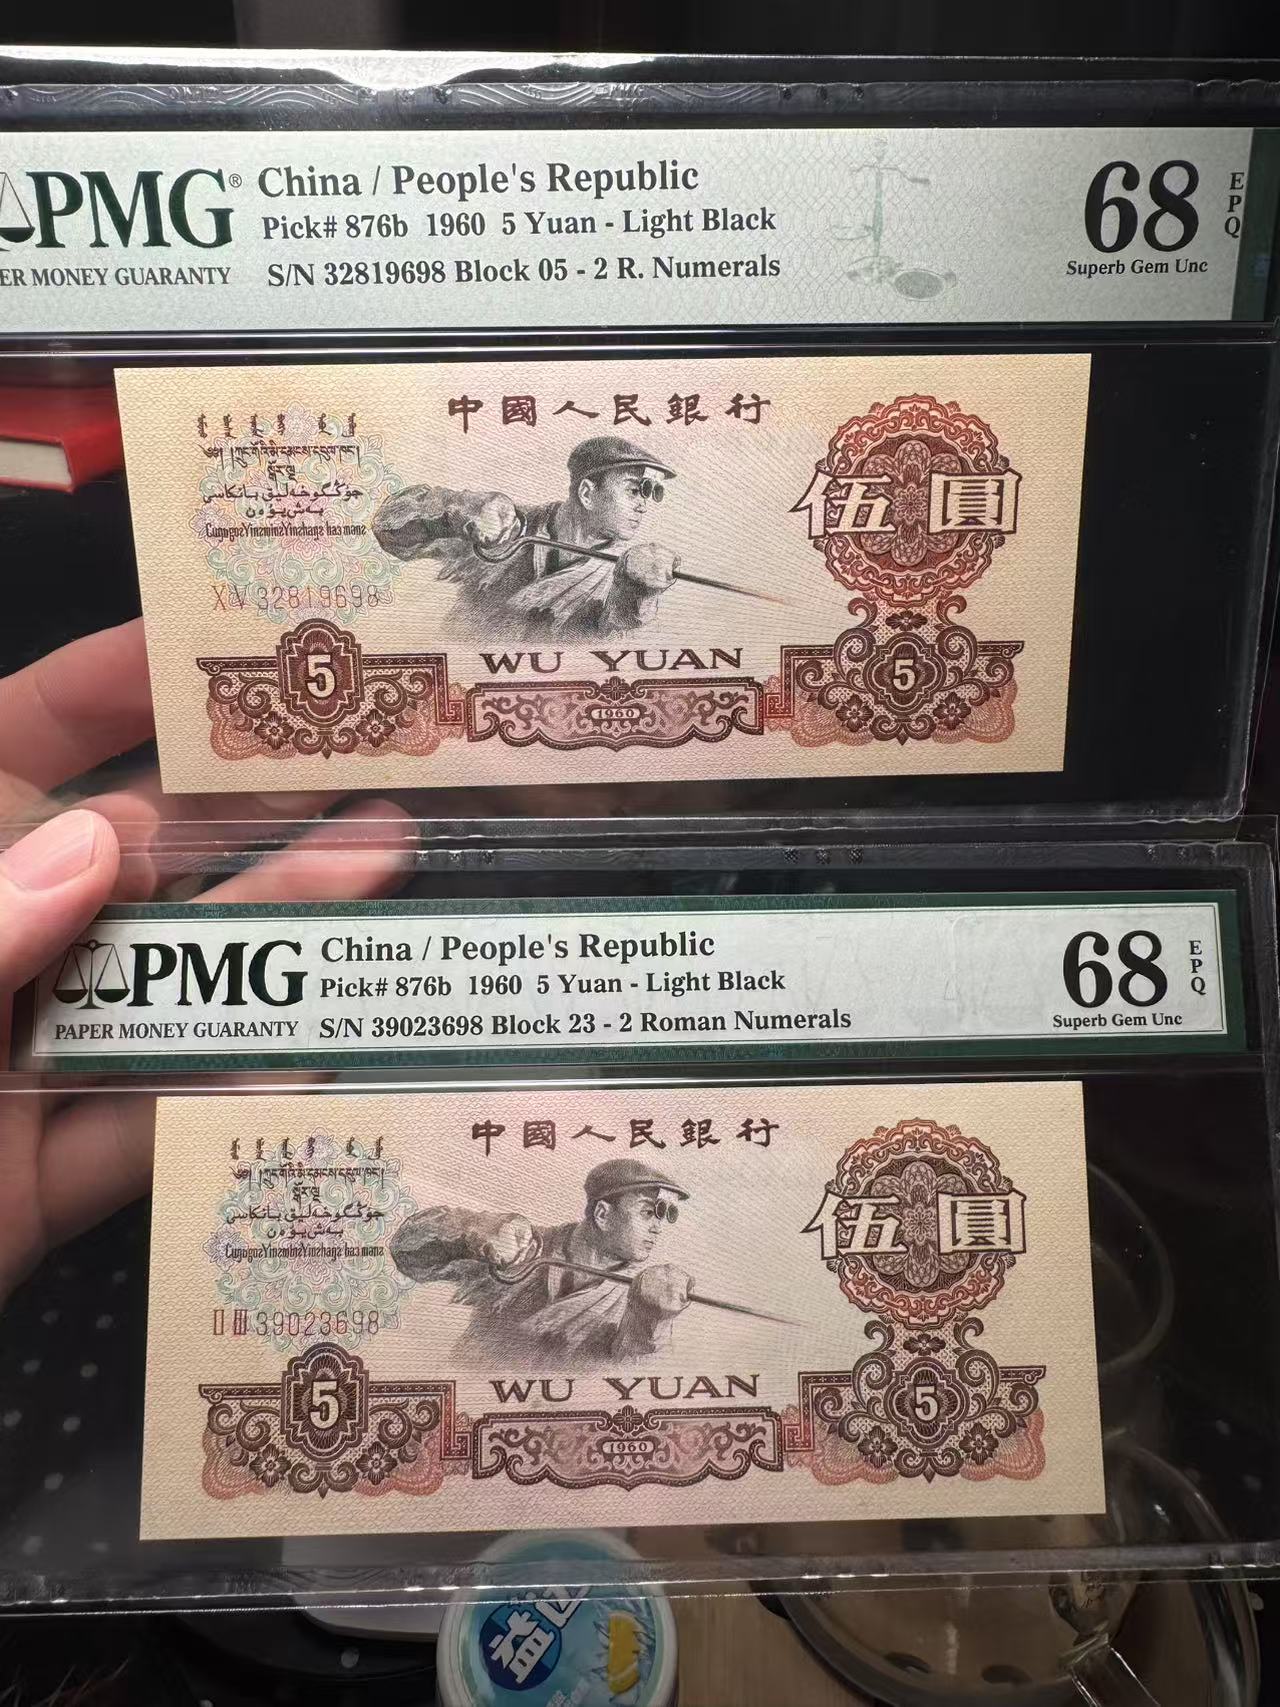 PMG® China / People's Republic
Pick# 876b 1960 5 Yuan - Light Black
ER MONEY GUARANTY S/N 32819698 Block 05 - 2 R. Numerals
68 EPQ
Superb Gem Unc
中國人民銀行
伍圓
XV 32819698
5
WU YUAN
1960
5
PMG China / People's Republic
Pick# 876b 1960 5 Yuan - Light Black
PAPER MONEY GUARANTY S/N 39023698 Block 23 - 2 Roman Numerals
68 EPQ
Superb Gem Unc
中國人民銀行
伍圓
II III 39023698
5
WU YUAN
1960
5
益达